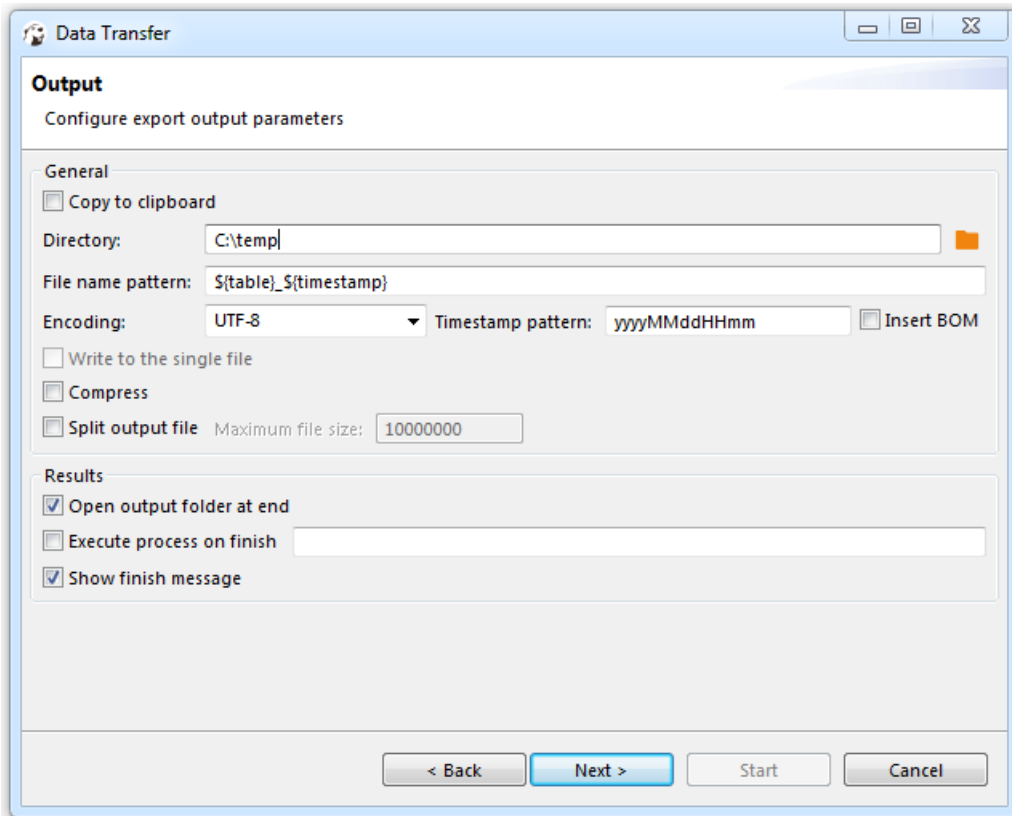 Data Transfer
Output
Configure export output parameters
General
Copy to clipboard
Directory: C:\temp
File name pattern: ${table}_${timestamp}
Encoding: UTF-8 Timestamp pattern: yyyyMMddHHmm Insert BOM
Write to the single file
Compress
Split output file Maximum file size: 10000000
Results
Open output folder at end
Execute process on finish
Show finish message
< Back Next > Start Cancel